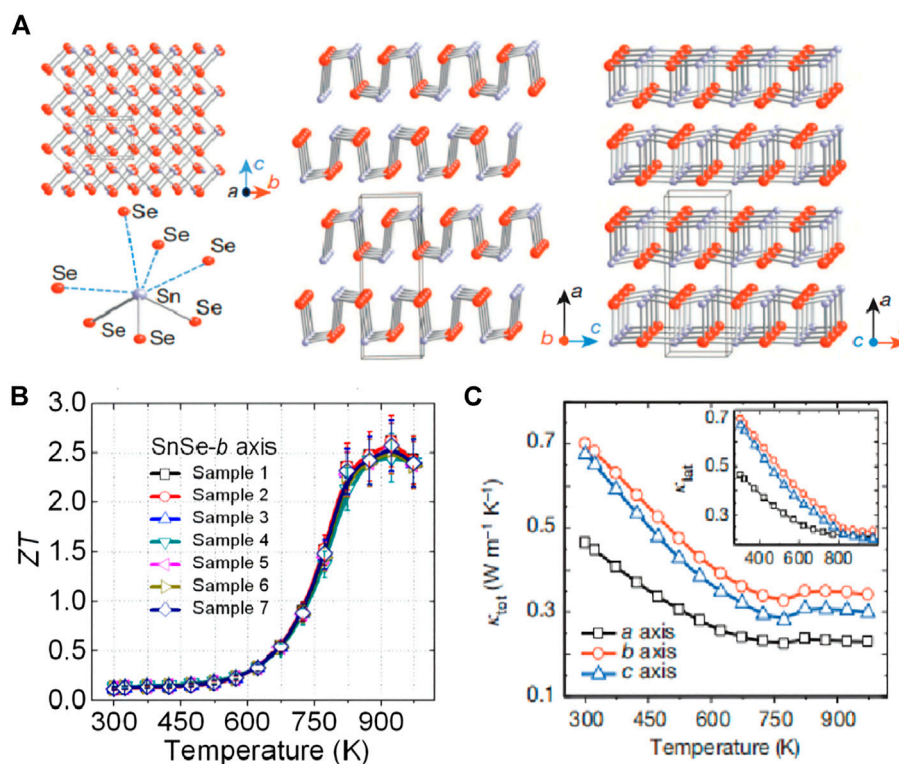 A
c
a
b
Se
Se
Se
Se
Sn
Se
Se
Se
a
b
c
a
c
B
3.0
2.5
2.0
1.5
1.0
0.5
0.0
ZT
SnSe-b axis
Sample 1
Sample 2
Sample 3
Sample 4
Sample 5
Sample 6
Sample 7
300 450 600 750 900
Temperature (K)
C
0.7
0.5
0.3
0.1
κtot (W m⁻¹ K⁻¹)
0.7
0.5
0.3
κlat
400 600 800
a axis
b axis
c axis
300 450 600 750 900
Temperature (K)